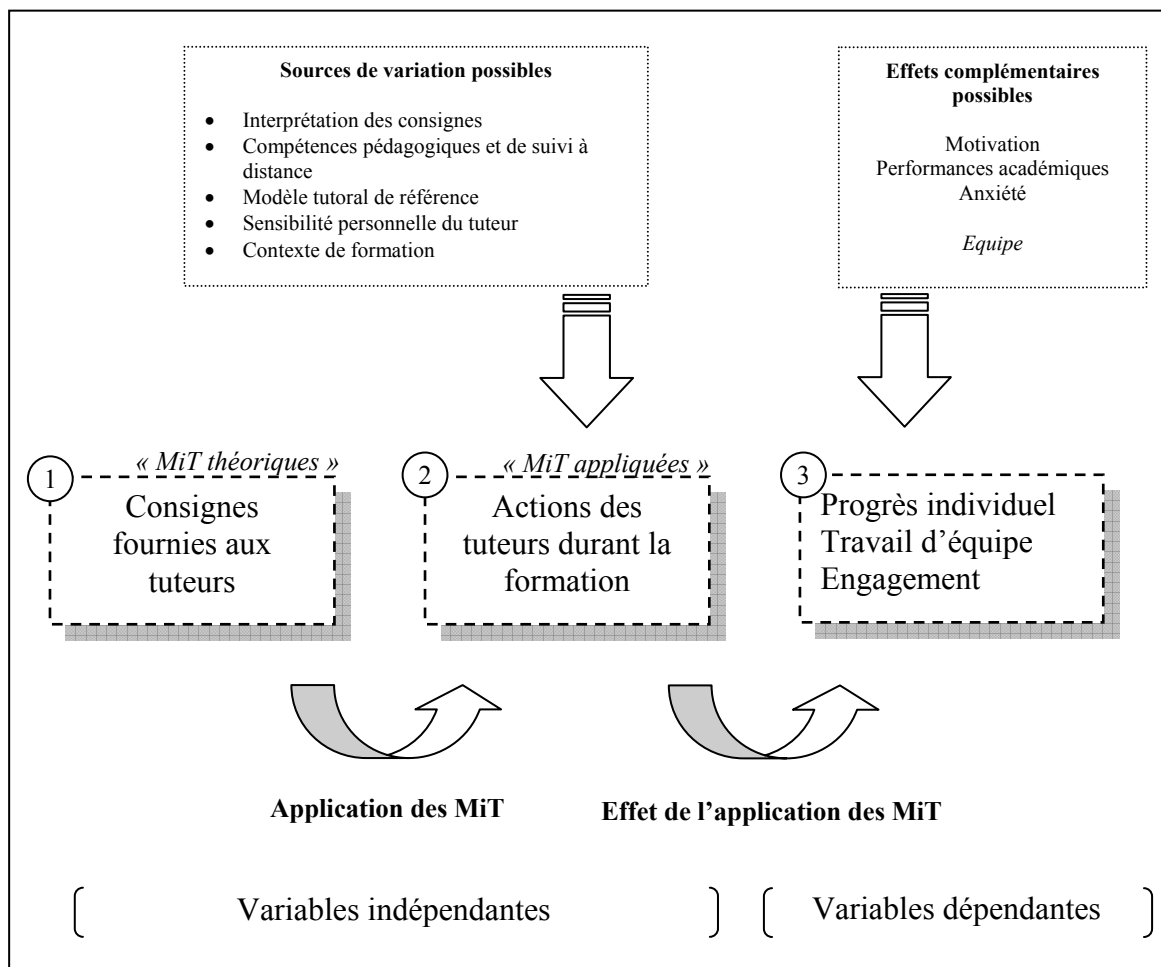 Sources de variation possibles
• Interprétation des consignes
• Compétences pédagogiques et de suivi à
distance
• Modèle tutoral de référence
• Sensibilité personnelle du tuteur
• Contexte de formation
Effets complémentaires
possibles
Motivation
Performances académiques
Anxiété
Equipe
1
« MiT théoriques »
Consignes
fournies aux
tuteurs
2
« MiT appliquées »
Actions des
tuteurs durant la
formation
3
Progrès individuel
Travail d’équipe
Engagement
Application des MiT
Effet de l’application des MiT
Variables indépendantes
Variables dépendantes